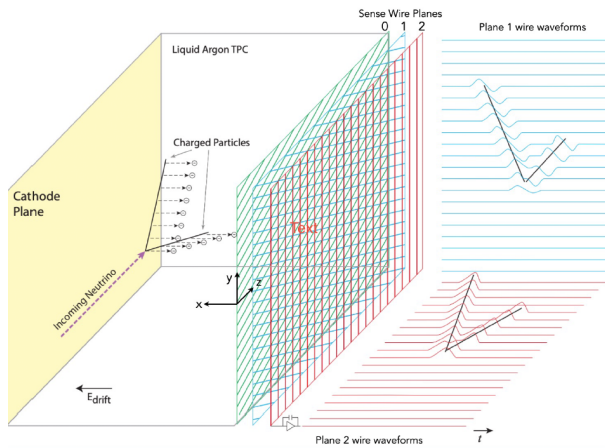 Sense Wire Planes
0 1 2
Plane 1 wire waveforms
Liquid Argon TPC
Charged Particles
Cathode
Plane
Text
y
z
x
Incoming Neutrino
Edrift
t
Plane 2 wire waveforms